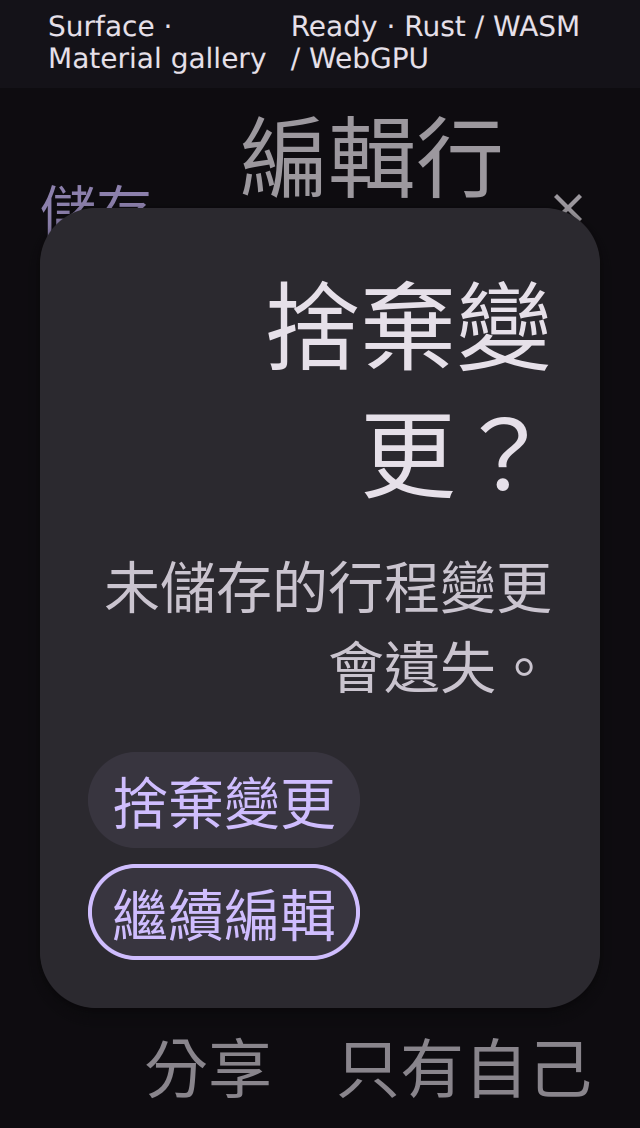 Surface ·
Material gallery
Ready · Rust / WASM
/ WebGPU
編輯行
儲存
×
捨棄變
更？
未儲存的行程變更
會遺失。
捨棄變更
繼續編輯
分享
只有自己